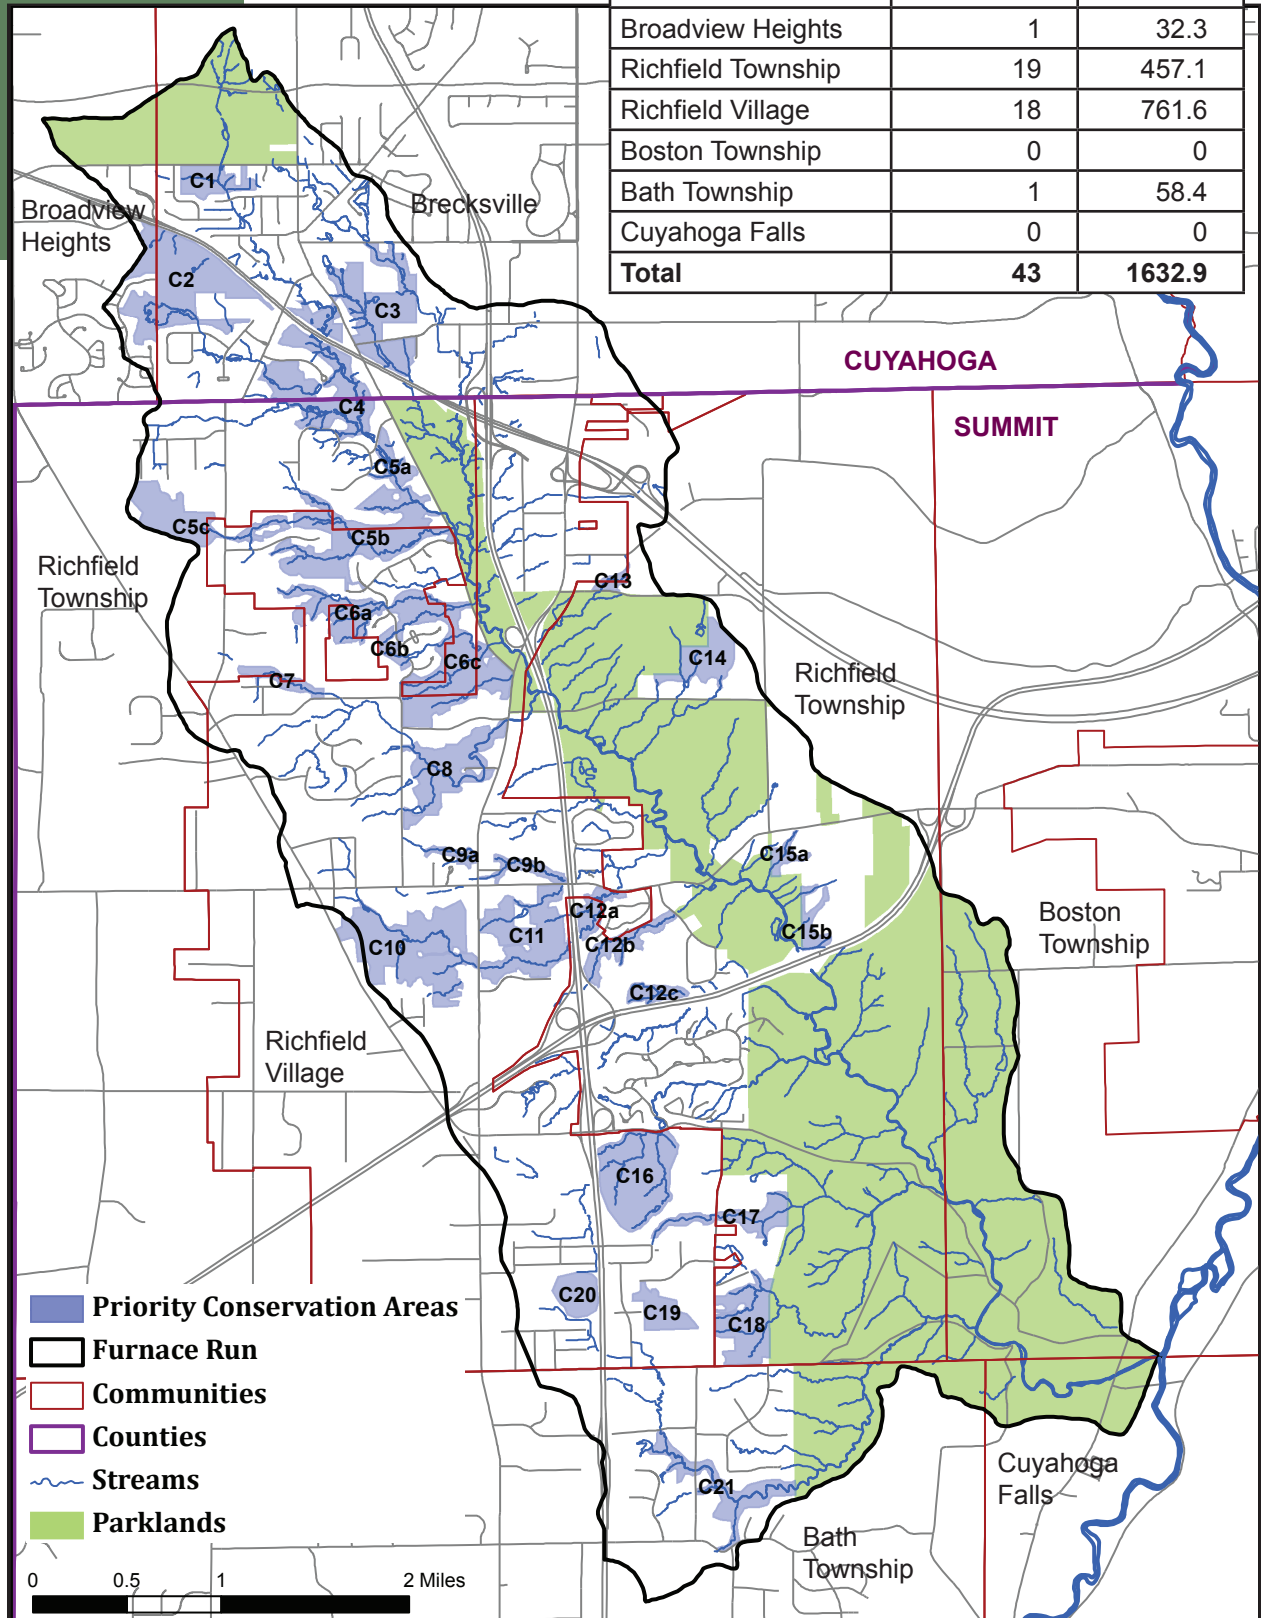 Broadview Heights 1 32.3
Richfield Township 19 457.1
Richfield Village 18 761.6
Boston Township 0 0
Bath Township 1 58.4
Cuyahoga Falls 0 0
Total 43 1632.9
C1
Broadview
Heights
Brecksville
C2
C3
CUYAHOGA
C4
SUMMIT
C5a
C5c
C5b
Richfield
Township
C13
C6a
C6b
C6c
C14
C7
Richfield
Township
C8
C9a
C9b
C15a
C12a
C11
C10
C12b
C15b
Boston
Township
C12c
Richfield
Village
C16
C17
C20
C19
C18
Priority Conservation Areas
Furnace Run
Communities
Counties
Streams
Parklands
C21
Cuyahoga
Falls
Bath
Township
0 0.5 1 2 Miles